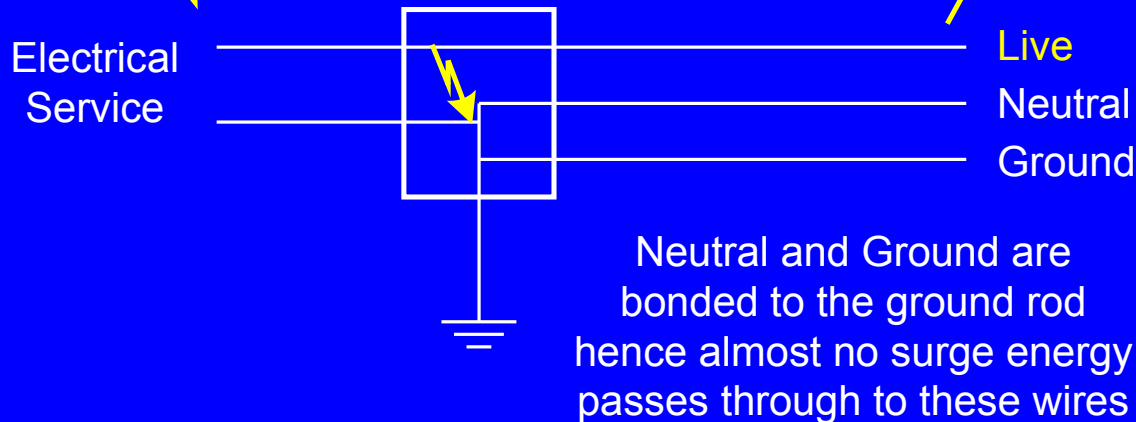 Electrical
Service
Live
Neutral
Ground
Neutral and Ground are
bonded to the ground rod
hence almost no surge energy
passes through to these wires